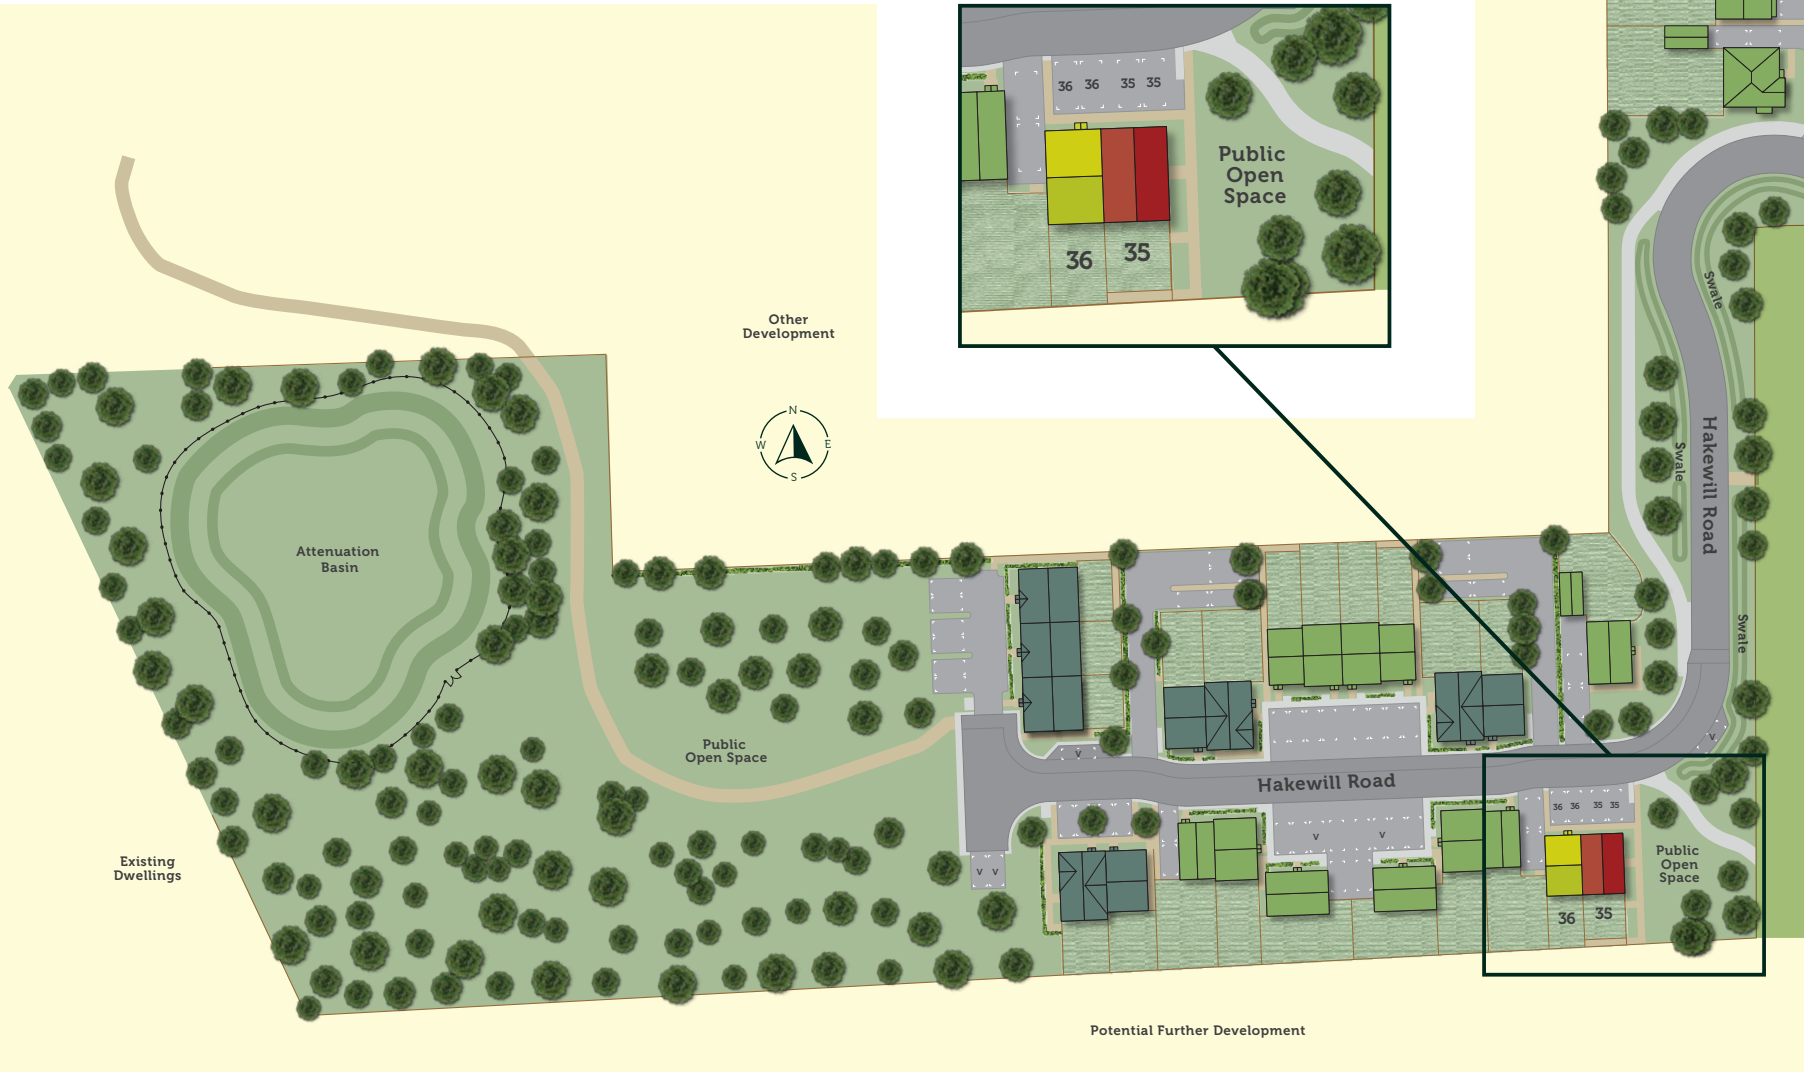 36 36 35 35
Public
Open
Space
36 35
Other
Development
N
W E
S
Swale
Hakewill Road
Swale
Swale
Attenuation
Basin
Public
Open Space
V
V
Hakewill Road
36 36 35 35
V V
Public
Open
Space
Existing
Dwellings
V V
36 35
Potential Further Development